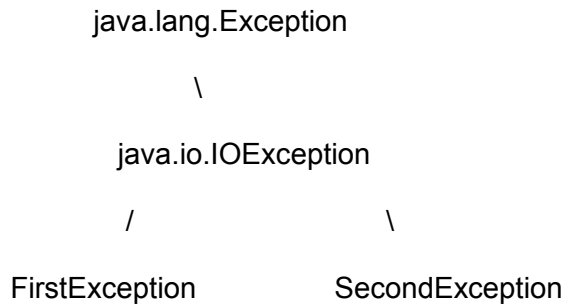 java.lang.Exception
\
java.io.IOException
/ \
FirstException SecondException